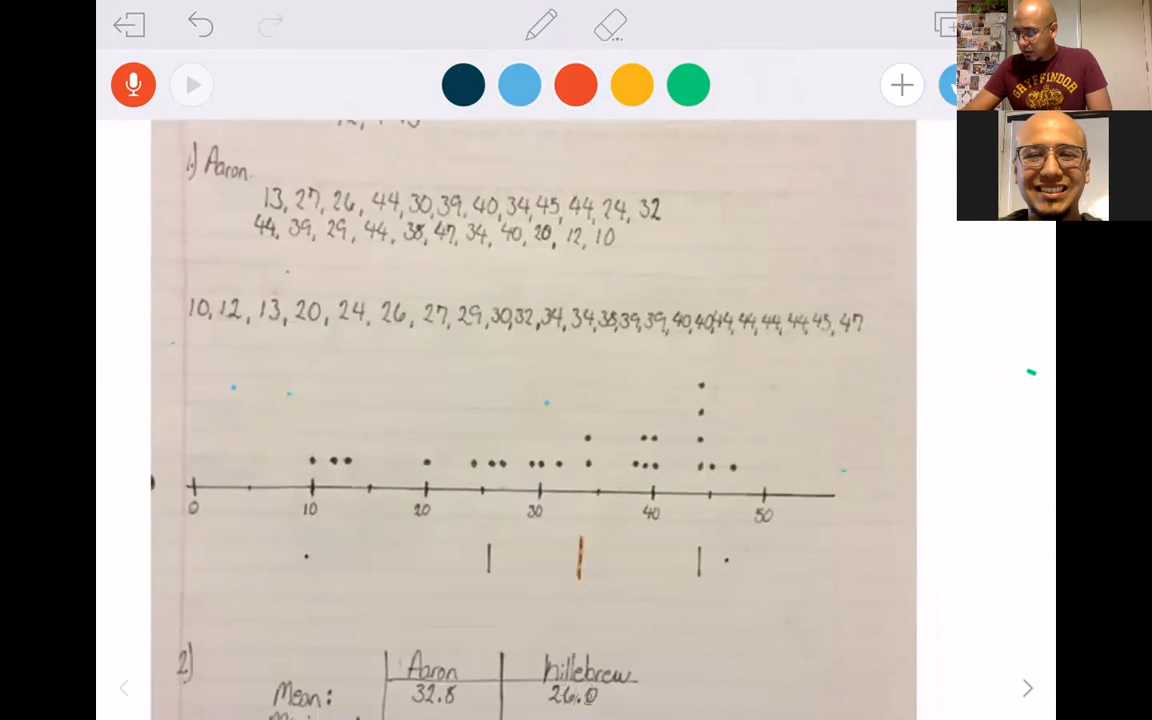 GRYFFINDOR
1.) Aaron.
13, 27, 26, 44, 30, 39, 40, 34, 45, 44, 24, 32
44, 39, 29, 44, 38, 47, 34, 40, 20, 12, 10
10, 12, 13, 20, 24, 26, 27, 29, 30, 32, 34, 34, 38, 39, 39, 40, 40, 44, 44, 44, 44, 45, 47
0 10 20 30 40 50
2) Aaron Killebrew
Mean: 32.8